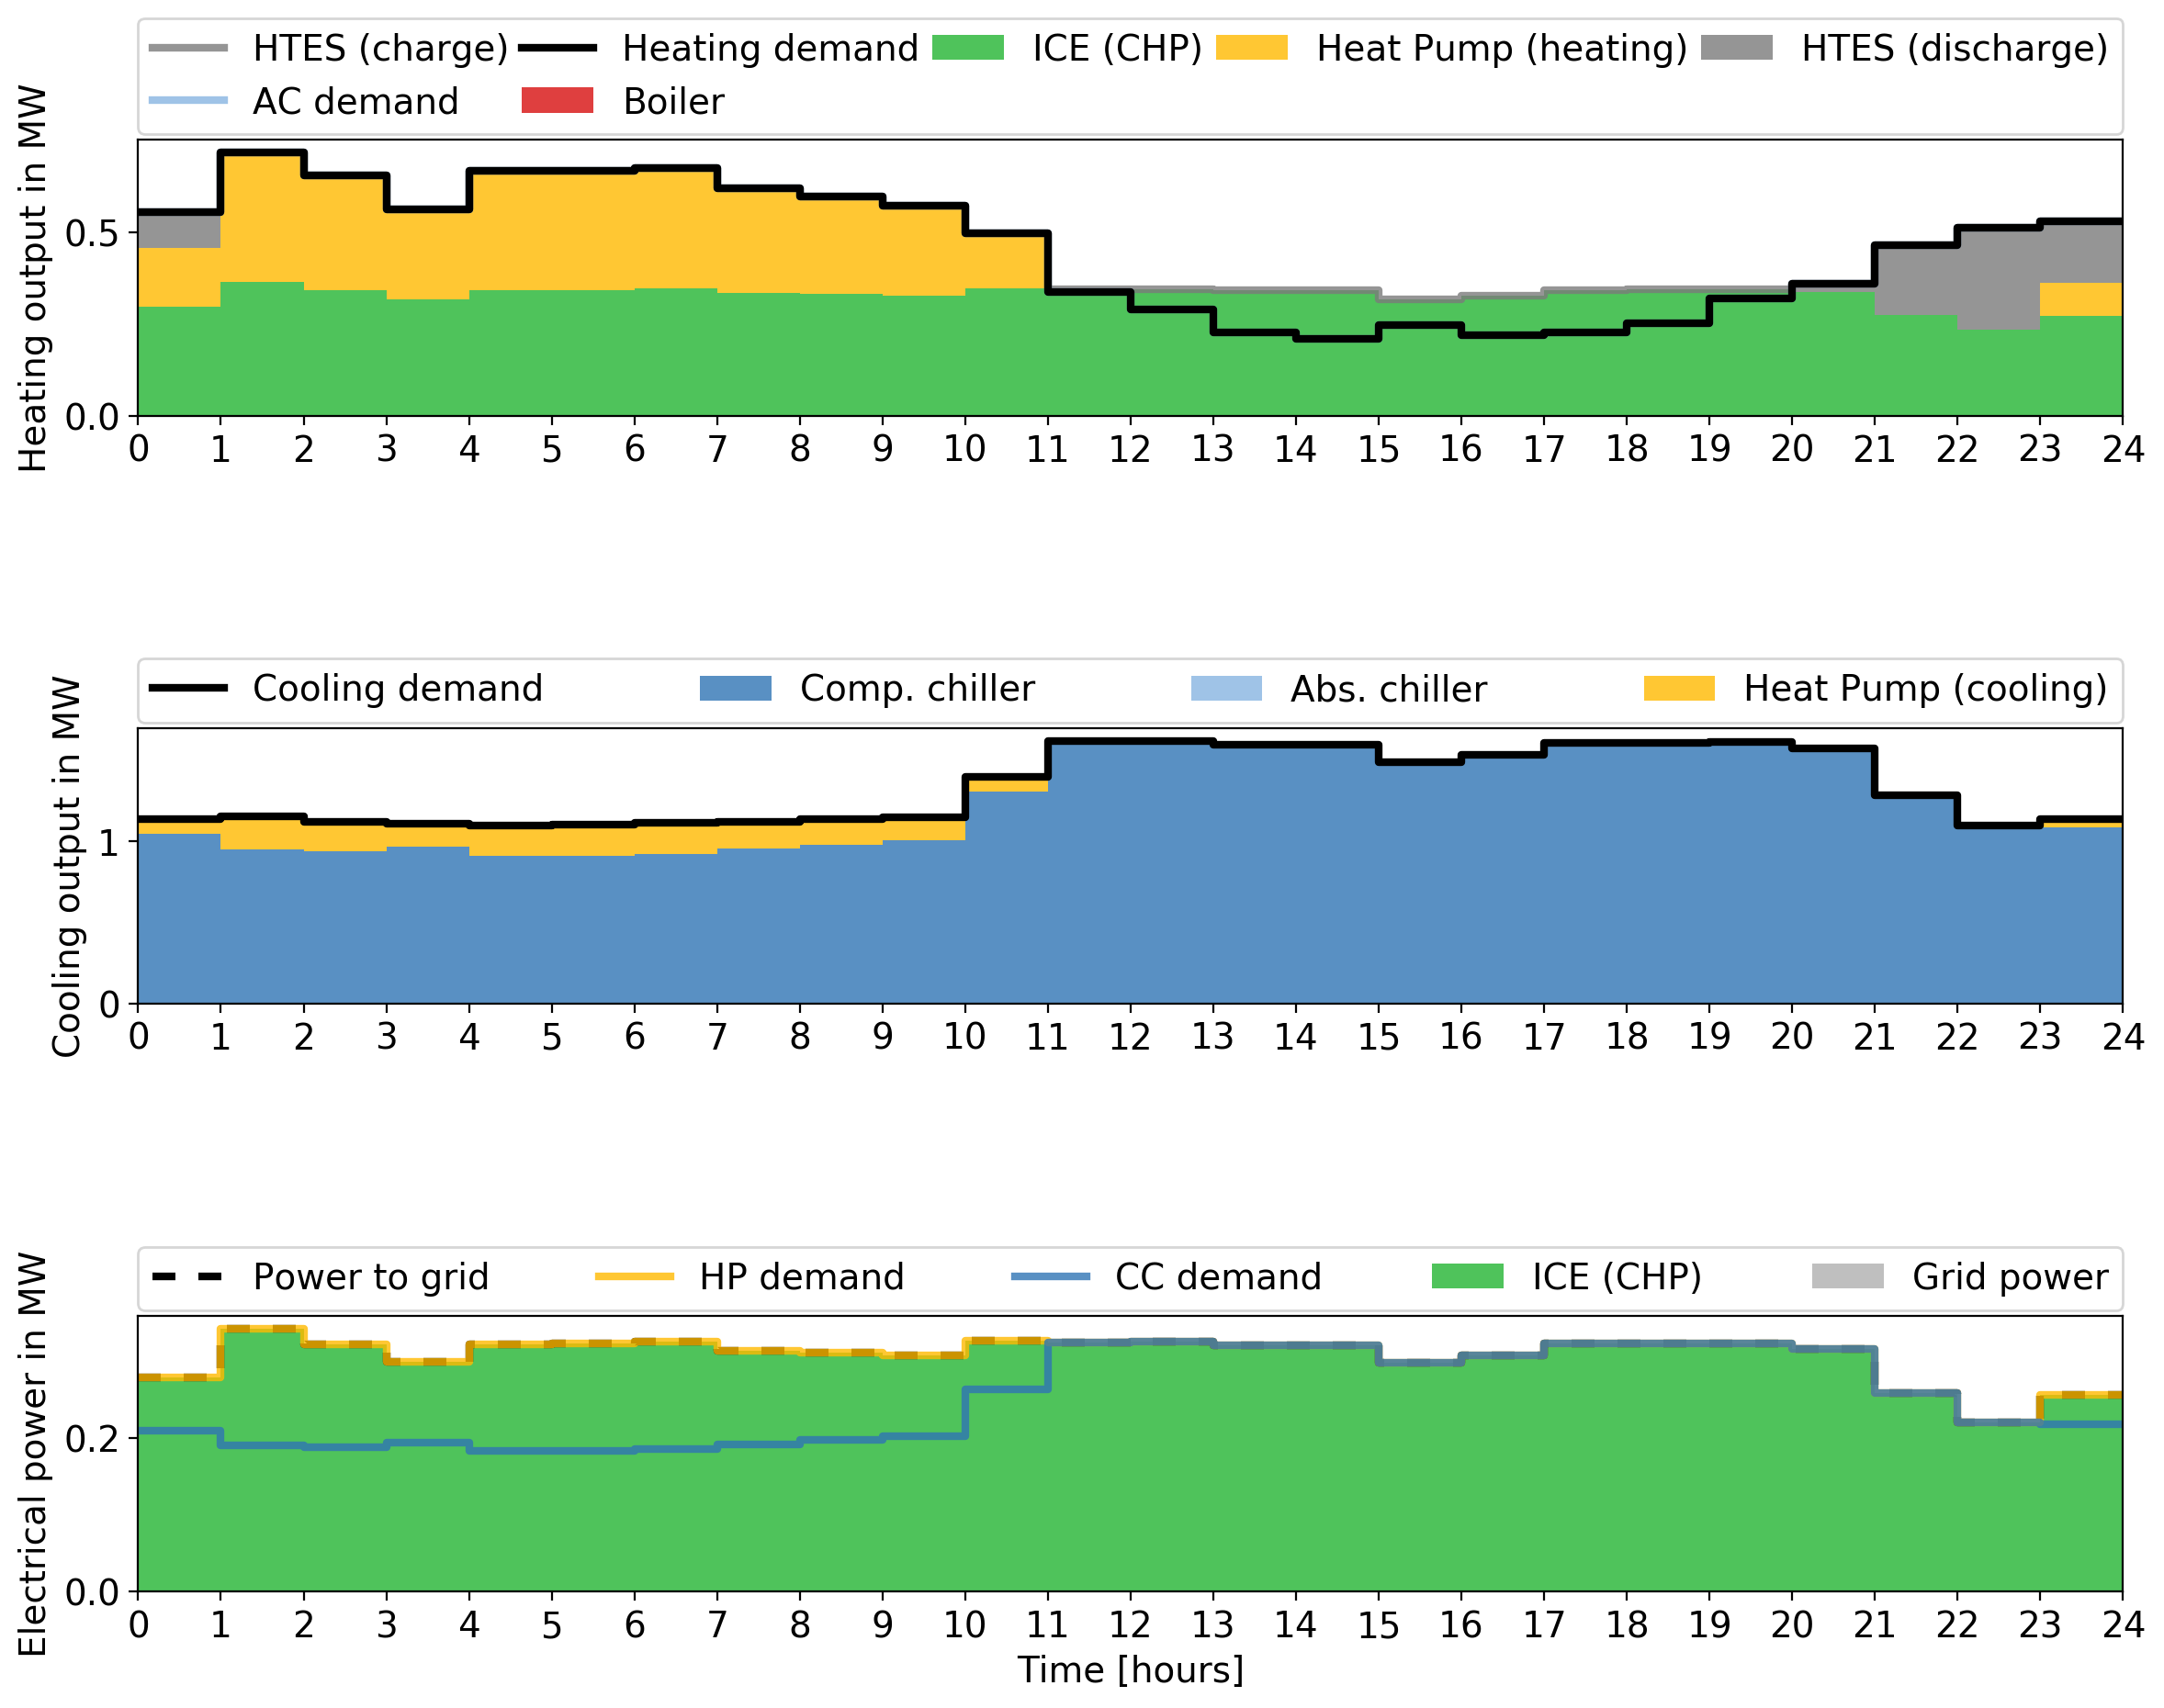 HTES (charge) Heating demand ICE (CHP) Heat Pump (heating) HTES (discharge)
AC demand Boiler
Heating output in MW
0.5
0.0
0 1 2 3 4 5 6 7 8 9 10 11 12 13 14 15 16 17 18 19 20 21 22 23 24
Cooling demand Comp. chiller Abs. chiller Heat Pump (cooling)
Cooling output in MW
1
0
0 1 2 3 4 5 6 7 8 9 10 11 12 13 14 15 16 17 18 19 20 21 22 23 24
Power to grid HP demand CC demand ICE (CHP) Grid power
Electrical power in MW
0.2
0.0
0 1 2 3 4 5 6 7 8 9 10 11 12 13 14 15 16 17 18 19 20 21 22 23 24
Time [hours]